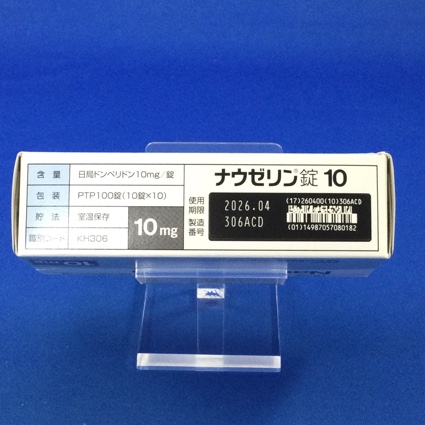 含量 日局ドンペリドン10mg/錠
包装 PTP100錠(10錠×10)
貯法 室温保存
識別コード KH306
10mg
ナウゼリン®錠 10
使用期限 2026.04
製造番号 306ACD
(17)260400(10)306ACD
(01)14987057080182